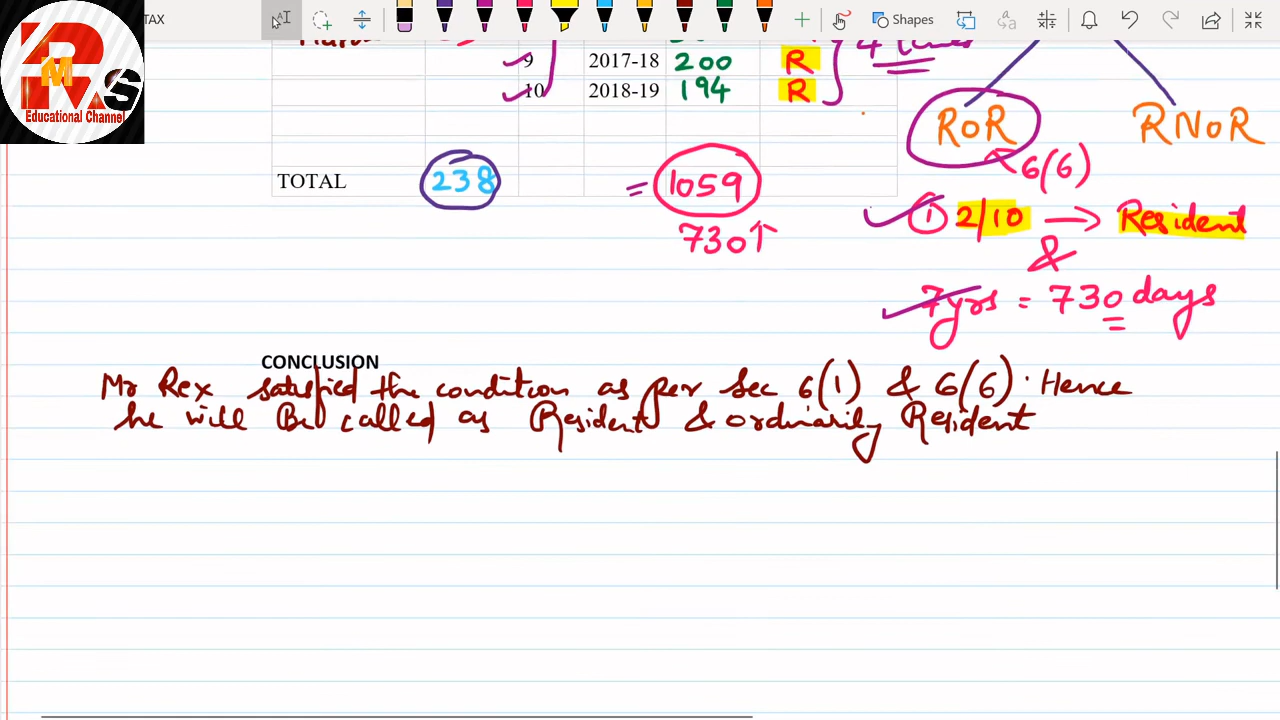 TAX
Shapes
RMS
Educational Channel
9 2017-18 200 R
4 times
10 2018-19 194 R
ROR RNOR
6(6)
TOTAL 238 = 1059
730↑
① 2/10 → Resident
&
7yrs = 730 days
CONCLUSION
Mr Rex satisfied the condition as per Sec 6(1) & 6(6). Hence
he will Be called as Resident & ordinarily Resident